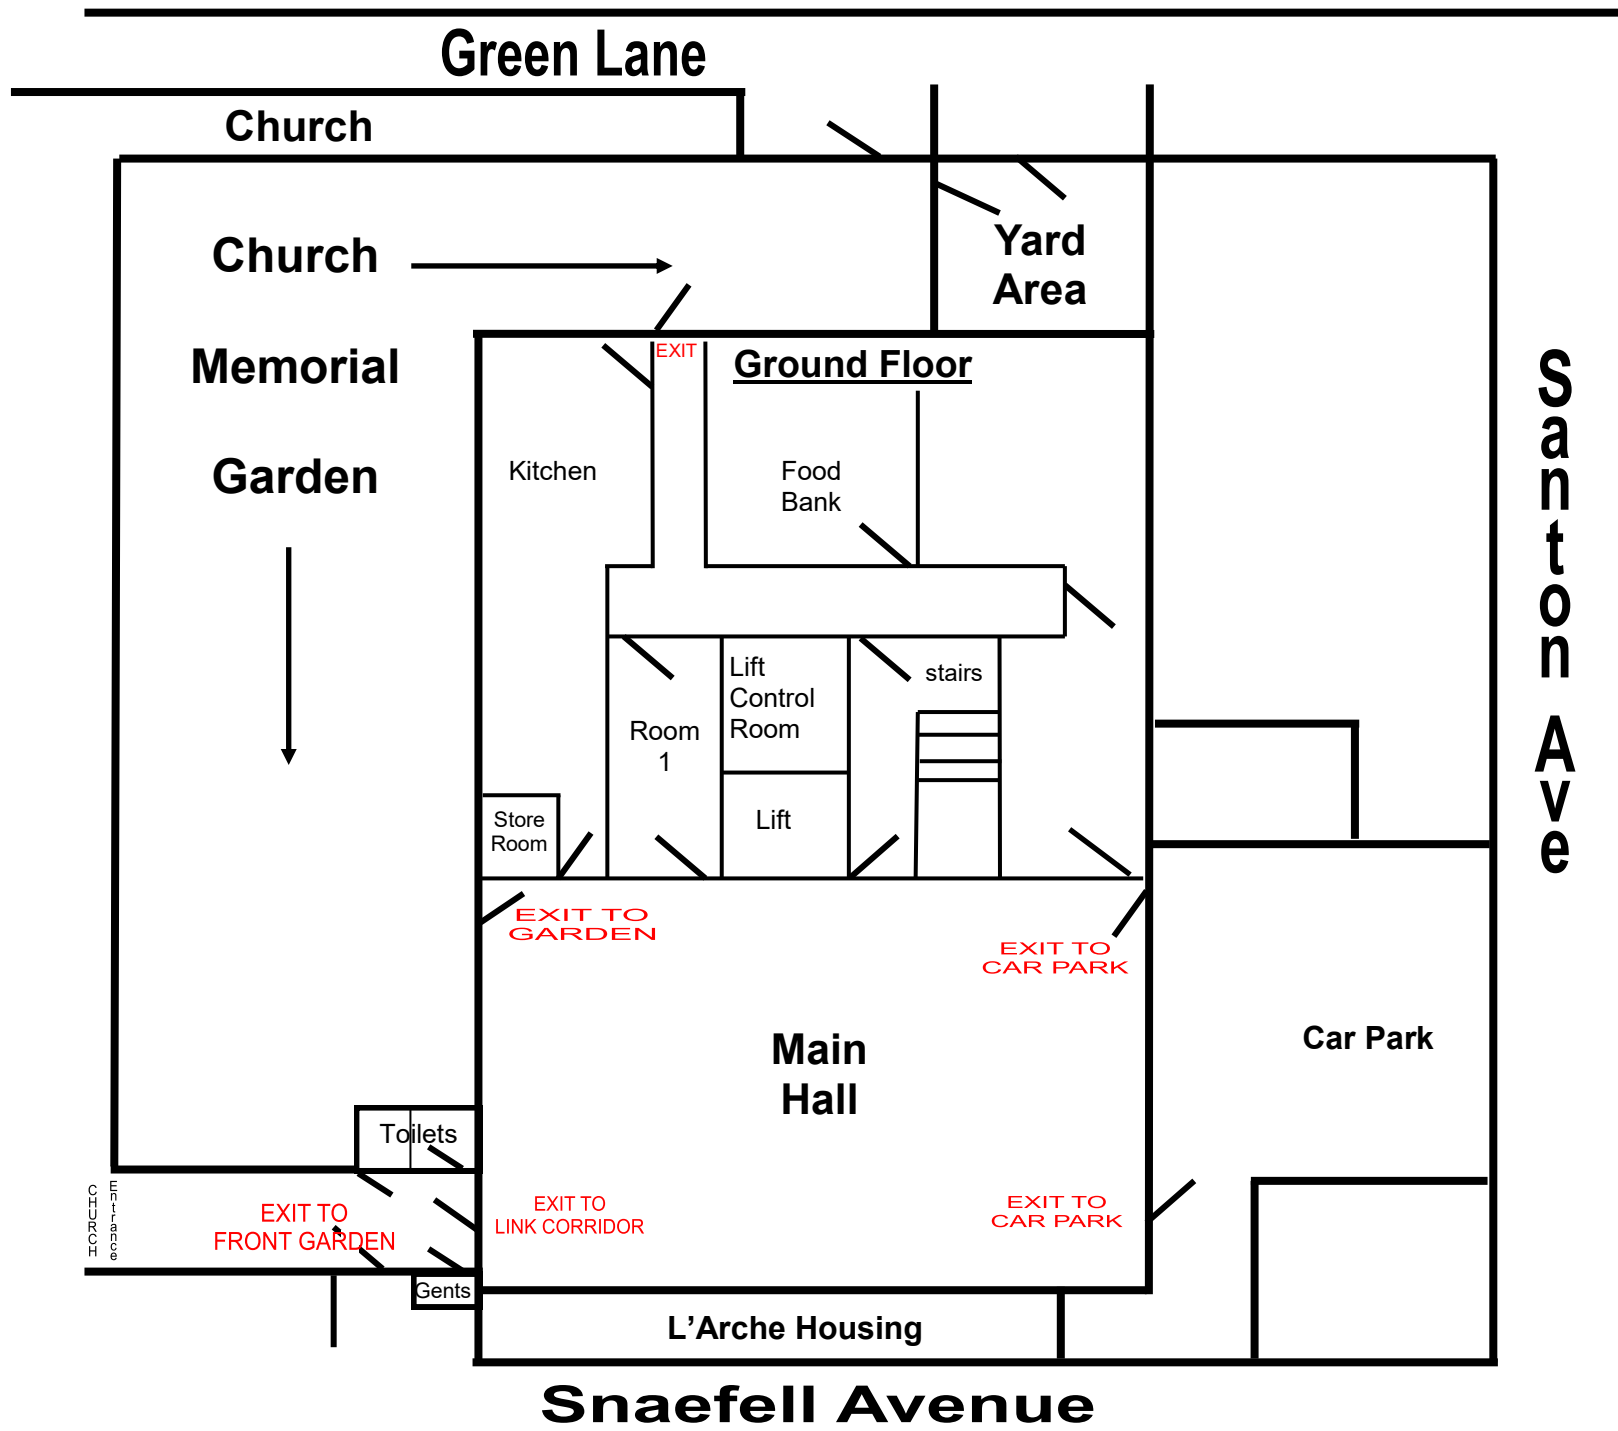 Green Lane
Church
Church
Memorial
Garden
Yard
Area
EXIT
Ground Floor
Kitchen
Food
Bank
Lift
Control
Room
stairs
Room
1
Store
Room
Lift
EXIT TO
GARDEN
EXIT TO
CAR PARK
Main
Hall
Car Park
Santon Ave
Toilets
CHURCH
Entrance
EXIT TO
FRONT GARDEN
EXIT TO
LINK CORRIDOR
EXIT TO
CAR PARK
Gents
L’Arche Housing
Snaefell Avenue